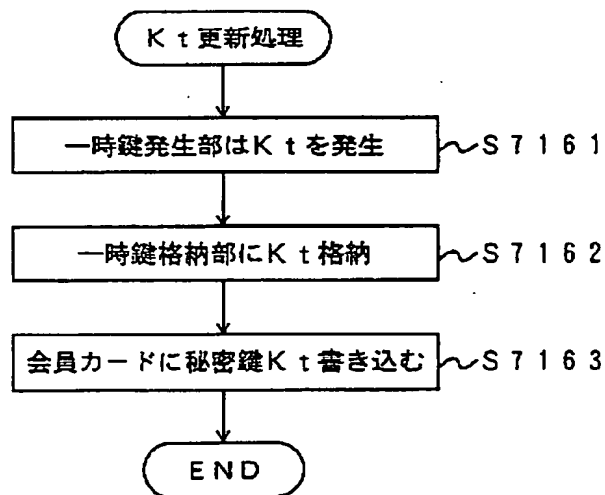 Kt更新処理
一時鍵発生部はKtを発生
S7161
一時鍵格納部にKt格納
S7162
会員カードに秘密鍵Kt書き込む
S7163
END